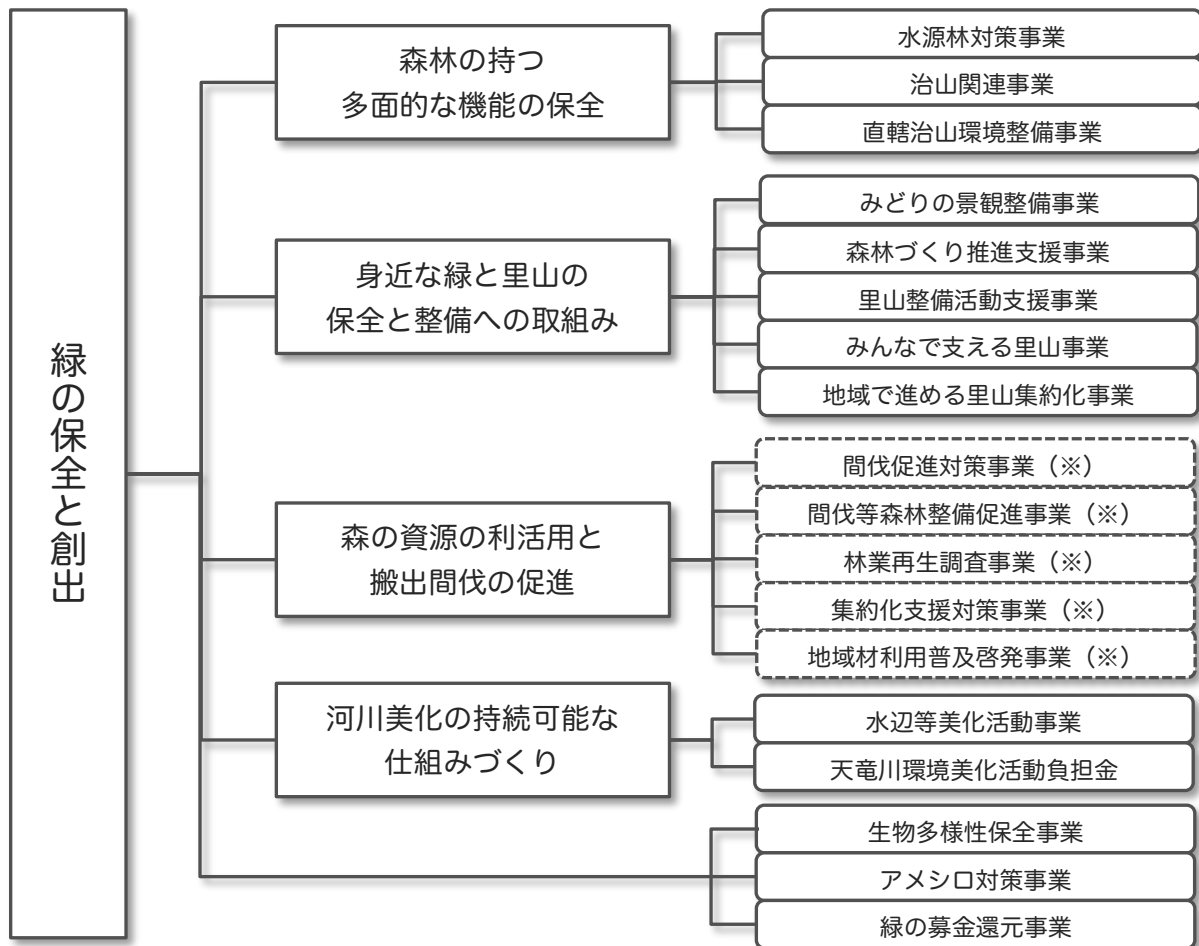 緑の保全と創出
森林の持つ
多面的な機能の保全
水源林対策事業
治山関連事業
直轄治山環境整備事業
身近な緑と里山の
保全と整備への取組み
みどりの景観整備事業
森林づくり推進支援事業
里山整備活動支援事業
みんなで支える里山事業
地域で進める里山集約化事業
森の資源の利活用と
搬出間伐の促進
間伐促進対策事業（※）
間伐等森林整備促進事業（※）
林業再生調査事業（※）
集約化支援対策事業（※）
地域材利用普及啓発事業（※）
河川美化の持続可能な
仕組みづくり
水辺等美化活動事業
天竜川環境美化活動負担金
生物多様性保全事業
アメシロ対策事業
緑の募金還元事業